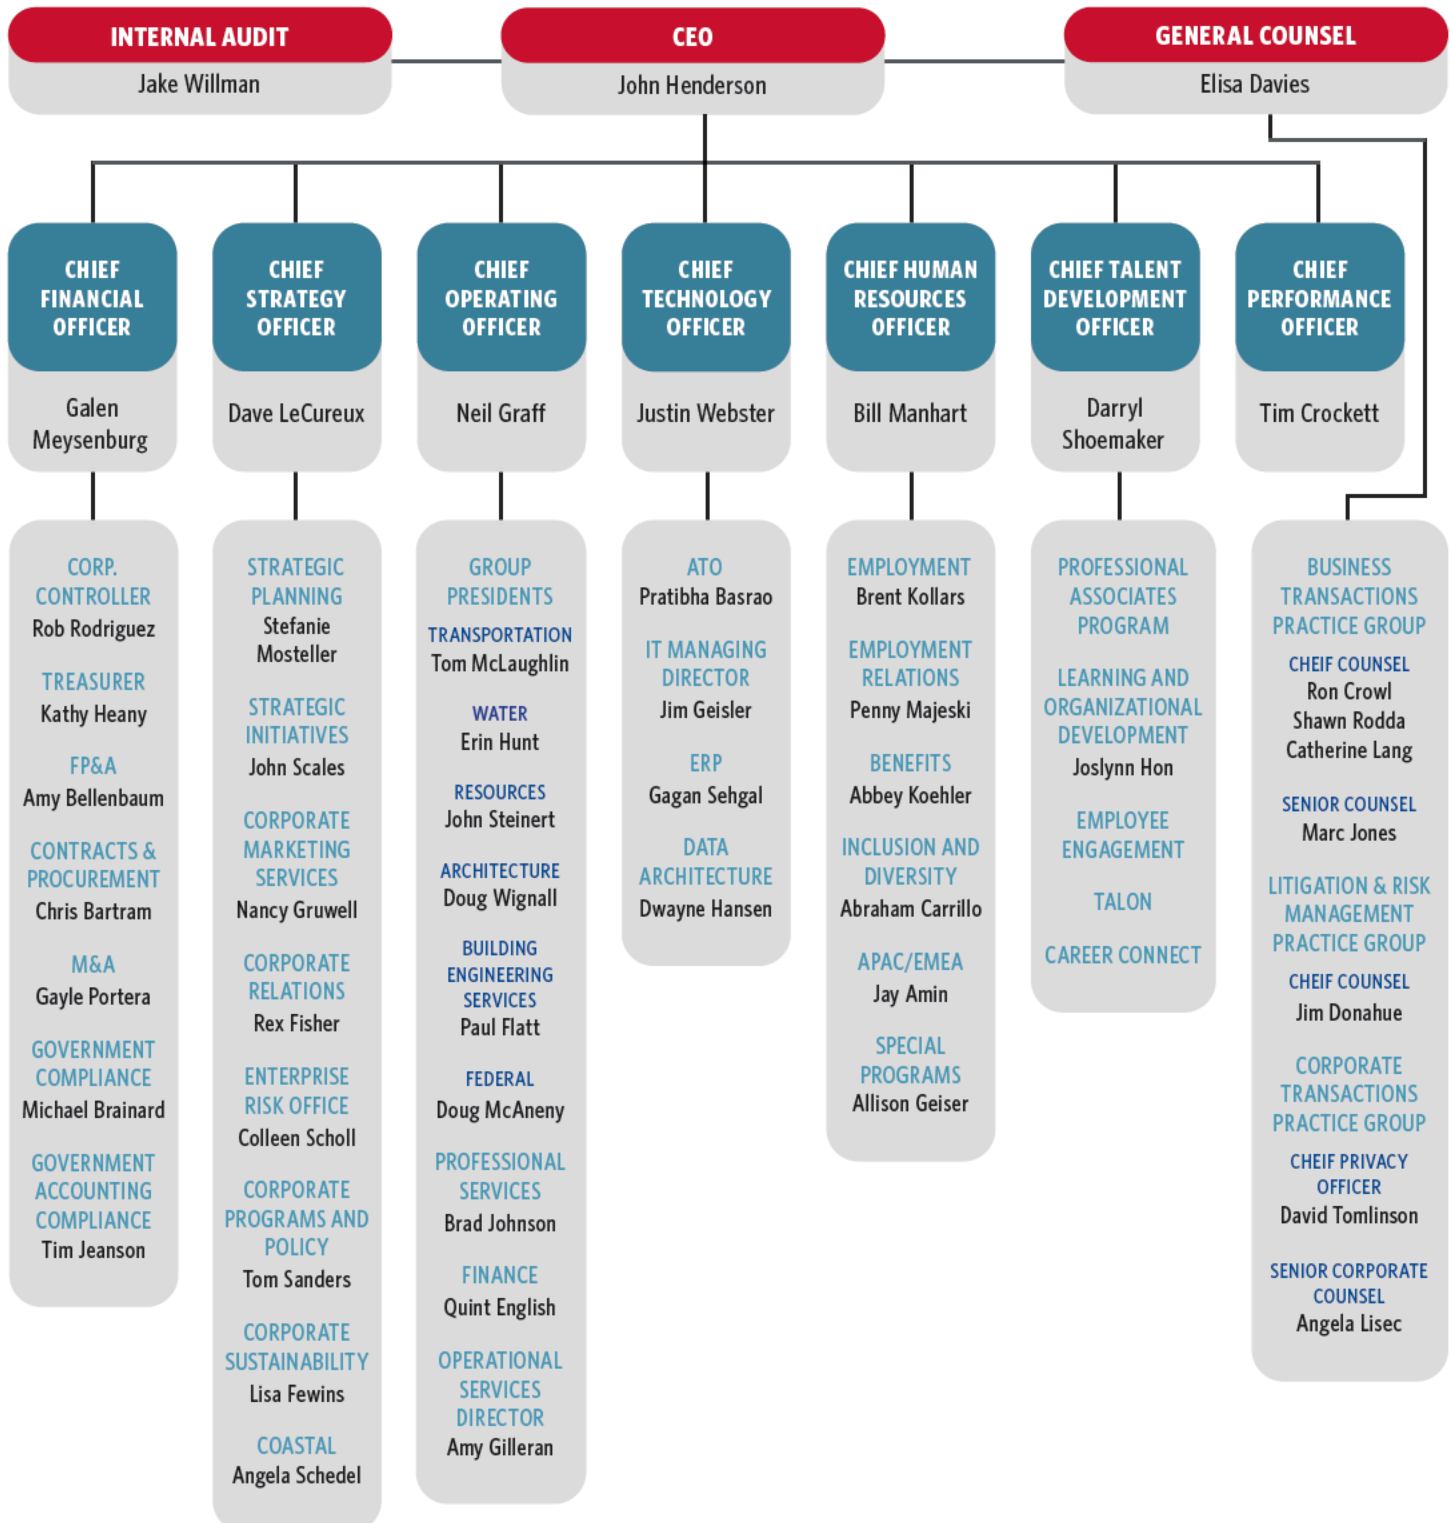 INTERNAL AUDIT
Jake Willman
CEO
John Henderson
GENERAL COUNSEL
Elisa Davies
CHIEF
FINANCIAL
OFFICER
Galen
Meysenburg
CHIEF
STRATEGY
OFFICER
Dave LeCureux
CHIEF
OPERATING
OFFICER
Neil Graff
CHIEF
TECHNOLOGY
OFFICER
Justin Webster
CHIEF HUMAN
RESOURCES
OFFICER
Bill Manhart
CHIEF TALENT
DEVELOPMENT
OFFICER
Darryl
Shoemaker
CHIEF
PERFORMANCE
OFFICER
Tim Crockett
CORP.
CONTROLLER
Rob Rodriguez
TREASURER
Kathy Heany
FP&A
Amy Bellenbaum
CONTRACTS &
PROCUREMENT
Chris Bartram
M&A
Gayle Portera
GOVERNMENT
COMPLIANCE
Michael Brainard
GOVERNMENT
ACCOUNTING
COMPLIANCE
Tim Jeanson
STRATEGIC
PLANNING
Stefanie
Mosteller
STRATEGIC
INITIATIVES
John Scales
CORPORATE
MARKETING
SERVICES
Nancy Gruwell
CORPORATE
RELATIONS
Rex Fisher
ENTERPRISE
RISK OFFICE
Colleen Scholl
CORPORATE
PROGRAMS AND
POLICY
Tom Sanders
CORPORATE
SUSTAINABILITY
Lisa Fewins
COASTAL
Angela Schedel
GROUP
PRESIDENTS
TRANSPORTATION
Tom McLaughlin
WATER
Erin Hunt
RESOURCES
John Steinert
ARCHITECTURE
Doug Wignall
BUILDING
ENGINEERING
SERVICES
Paul Flatt
FEDERAL
Doug McAneny
PROFESSIONAL
SERVICES
Brad Johnson
FINANCE
Quint English
OPERATIONAL
SERVICES
DIRECTOR
Amy Gilleran
ATO
Pratibha Basrao
IT MANAGING
DIRECTOR
Jim Geisler
ERP
Gagan Sehgal
DATA
ARCHITECTURE
Dwayne Hansen
EMPLOYMENT
Brent Kollars
EMPLOYMENT
RELATIONS
Penny Majeski
BENEFITS
Abbey Koehler
INCLUSION AND
DIVERSITY
Abraham Carrillo
APAC/EMEA
Jay Amin
SPECIAL
PROGRAMS
Allison Geiser
PROFESSIONAL
ASSOCIATES
PROGRAM
LEARNING AND
ORGANIZATIONAL
DEVELOPMENT
Joslynn Hon
EMPLOYEE
ENGAGEMENT
TALON
CAREER CONNECT
BUSINESS
TRANSACTIONS
PRACTICE GROUP
CHEIF COUNSEL
Ron Crowl
Shawn Rodda
Catherine Lang
SENIOR COUNSEL
Marc Jones
LITIGATION & RISK
MANAGEMENT
PRACTICE GROUP
CHEIF COUNSEL
Jim Donahue
CORPORATE
TRANSACTIONS
PRACTICE GROUP
CHEIF PRIVACY
OFFICER
David Tomlinson
SENIOR CORPORATE
COUNSEL
Angela Lisec